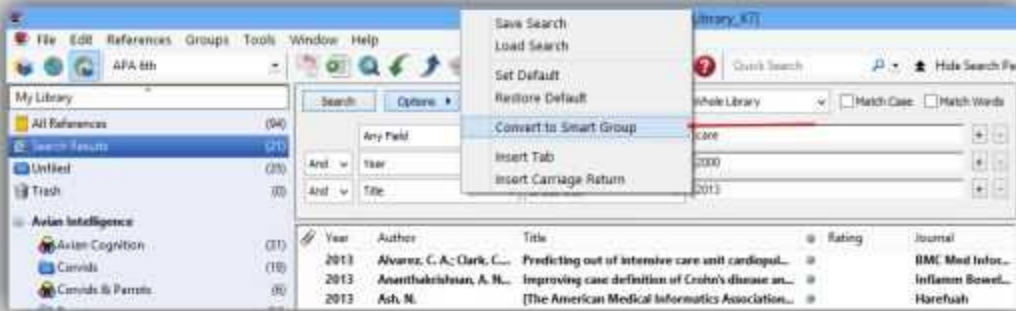 Library_X7]
File Edit References Groups Tools Window Help
APA 6th
Quick Search
Hide Search Pa
My Library
All References (94)
Search Results (21)
Unfiled (25)
Trash (0)
Avian Intelligence
Avian Cognition (31)
Corvids (19)
Corvids & Parrots (6)
Save Search
Load Search
Set Default
Restore Default
Convert to Smart Group
Insert Tab
Insert Carriage Return
Search Options Whole Library Match Case Match Words
Any Field care
And Year 2000
And Title 2013
Year Author Title Rating Journal
2013 Alvarez, C. A.; Clark, C.... Predicting out of intensive care unit cardiopul... BMC Med Infor...
2013 Ananthakrishnan, A. N.... Improving case definition of Crohn's disease an... Inflamm Bowel...
2013 Ash, N. [The American Medical Informatics Association... Harefuah